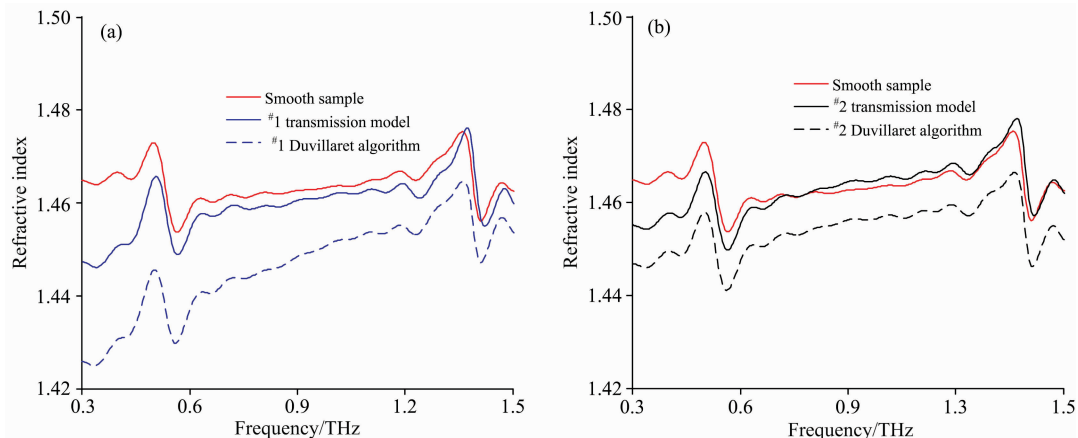 (a)
Refractive index
1.50
1.48
1.46
1.44
1.42
Smooth sample
#1 transmission model
#1 Duvillaret algorithm
0.3 0.6 0.9 1.2 1.5
Frequency/THz
(b)
Refractive index
1.50
1.48
1.46
1.44
1.42
Smooth sample
#2 transmission model
#2 Duvillaret algorithm
0.3 0.6 0.9 1.3 1.5
Frequency/THz